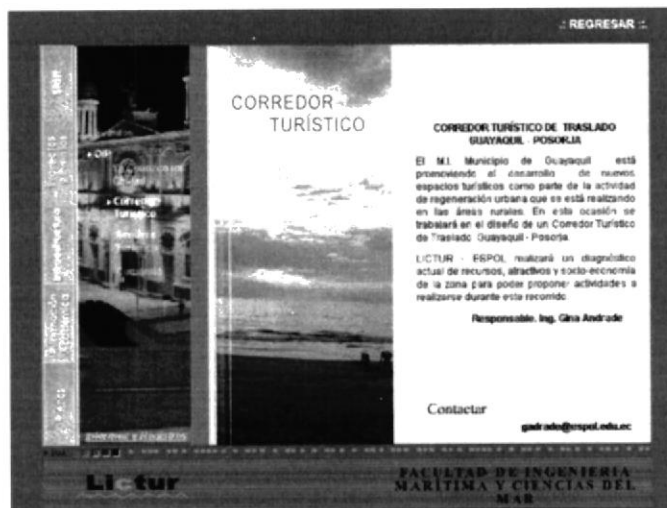 .: REGRESAR :.
CORREDOR
TURÍSTICO
CORREDOR TURÍSTICO DE TRASLADO
GUAYAQUIL - POSORJA
El M.I. Municipio de Guayaquil está
promoviendo el desarrollo de nuevos
espacios turísticos como parte de la actividad
de regeneración urbana que se está realizando
en las áreas rurales. En esta ocasión se
trabajará en el diseño de un Corredor Turístico
de Traslado Guayaquil - Posorja.
LICTUR - ESPOL realizará un diagnóstico
actual de recursos, atractivos y socio-economía
de la zona para poder proponer actividades a
realizarse durante este recorrido.
Responsable. Ing. Gina Andrade
Contactar
gadrade@espol.edu.ec
Corredor
Turístico
Lictur
FACULTAD DE INGENIERIA
MARÍTIMA Y CIENCIAS DEL
MAR